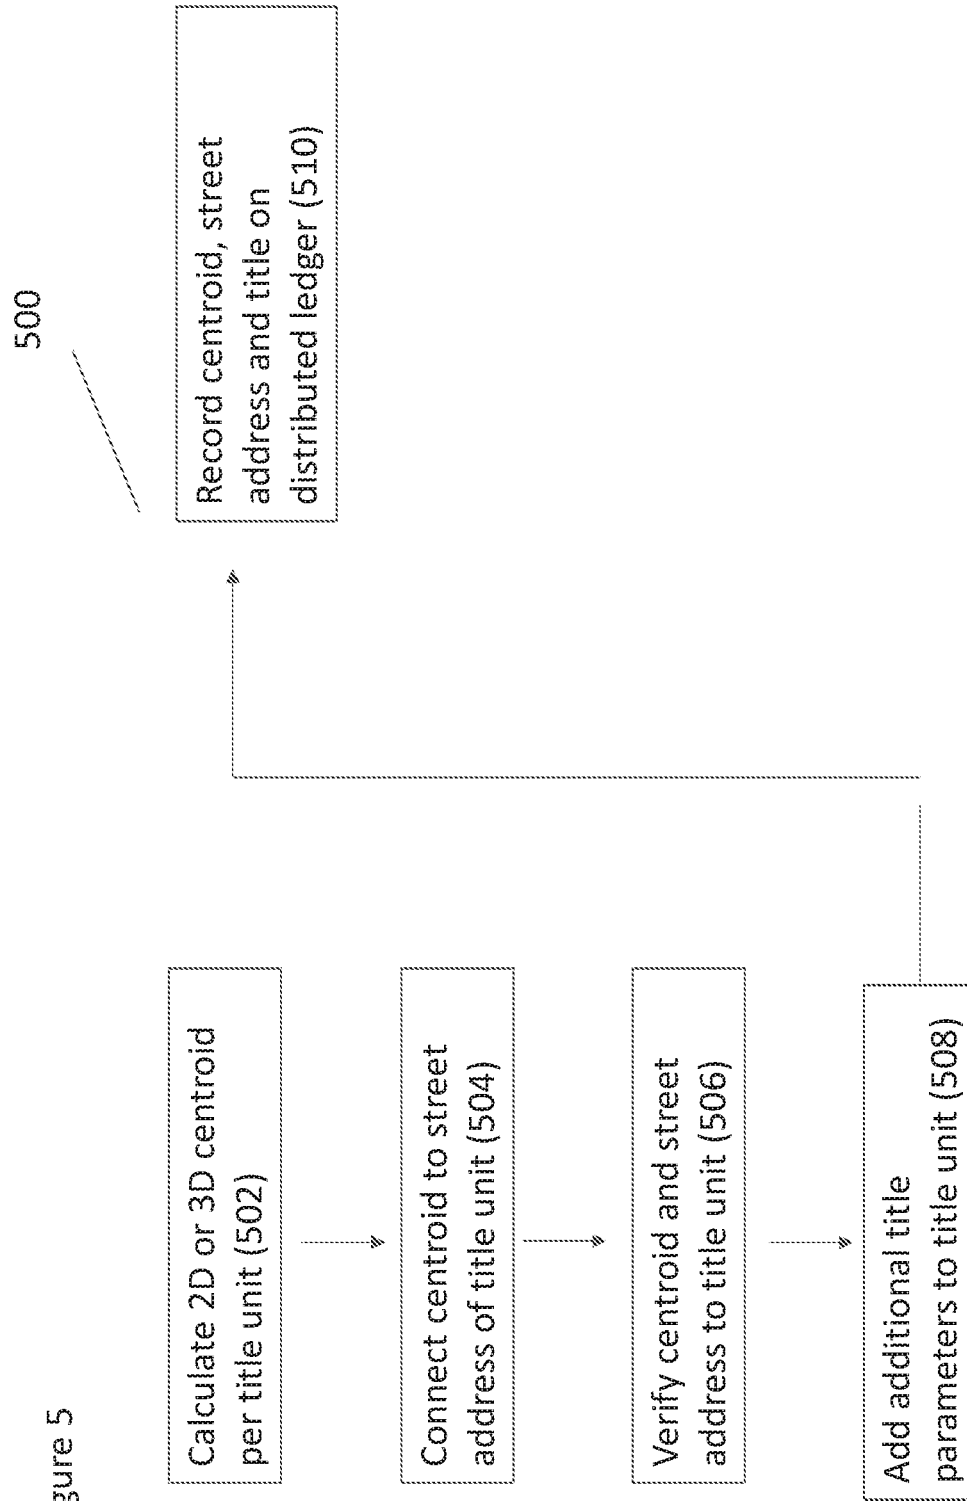 gure 5
500
Calculate 2D or 3D centroid
per title unit (502)
Connect centroid to street
address of title unit (504)
Verify centroid and street
address to title unit (506)
Add additional title
parameters to title unit (508)
Record centroid, street
address and title on
distributed ledger (510)